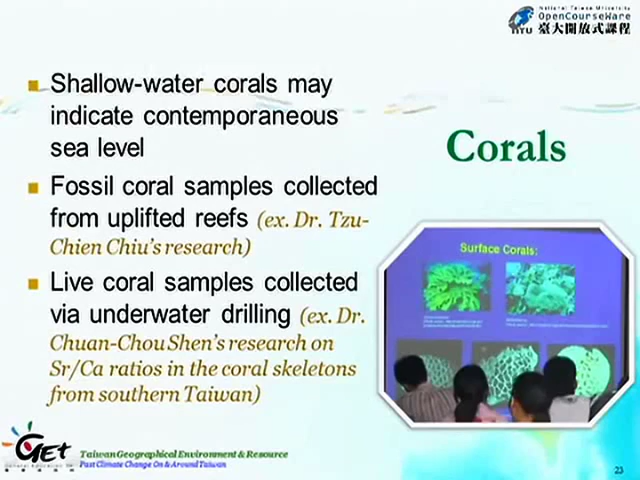 National Taiwan University
OpenCourseWare
NTU 臺大開放式課程
Shallow-water corals may
indicate contemporaneous
sea level
Corals
Fossil coral samples collected
from uplifted reefs (ex. Dr. Tzu-
Chien Chiu's research)
Live coral samples collected
via underwater drilling (ex. Dr.
Chuan-Chou Shen's research on
Sr/Ca ratios in the coral skeletons
from southern Taiwan)
Surface Corals:
GEt
Taiwan Geographical Environment & Resource
Past Climate Change On & Around Taiwan
23